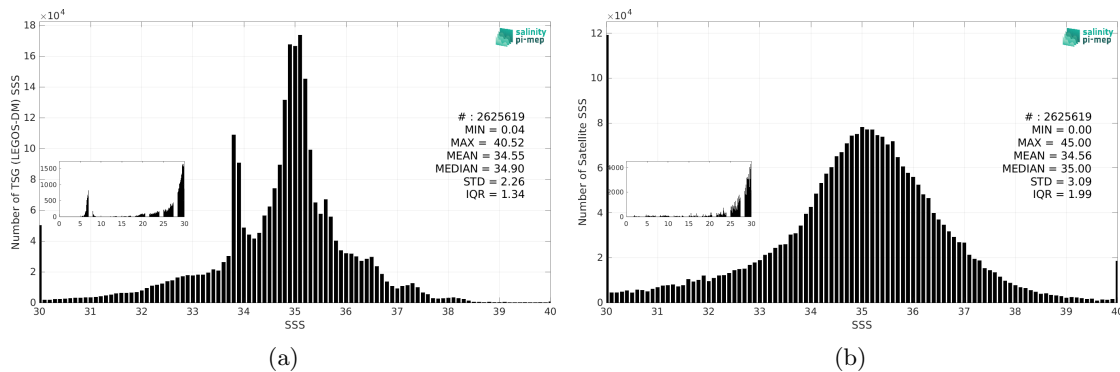 ×10⁴
18
16
14
12
10
8
6
4
2
0
Number of TSG (LEGOS-DM) SSS
salinity
pi-mep
# : 2625619
MIN = 0.04
MAX = 40.52
MEAN = 34.55
MEDIAN = 34.90
STD = 2.26
IQR = 1.34
1500
1000
500
0
0 5 10 15 20 25 30
30 31 32 33 34 35 36 37 38 39 40
SSS
(a)
×10⁴
12
10
8
6
4
2
0
Number of Satellite SSS
salinity
pi-mep
# : 2625619
MIN = 0.00
MAX = 45.00
MEAN = 34.56
MEDIAN = 35.00
STD = 3.09
IQR = 1.99
4000
2000
0
0 5 10 15 20 25 30
30 31 32 33 34 35 36 37 38 39 40
SSS
(b)